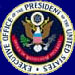 EXECUTIVE OFFICE OF THE PRESIDENT OF THE UNITED STATES